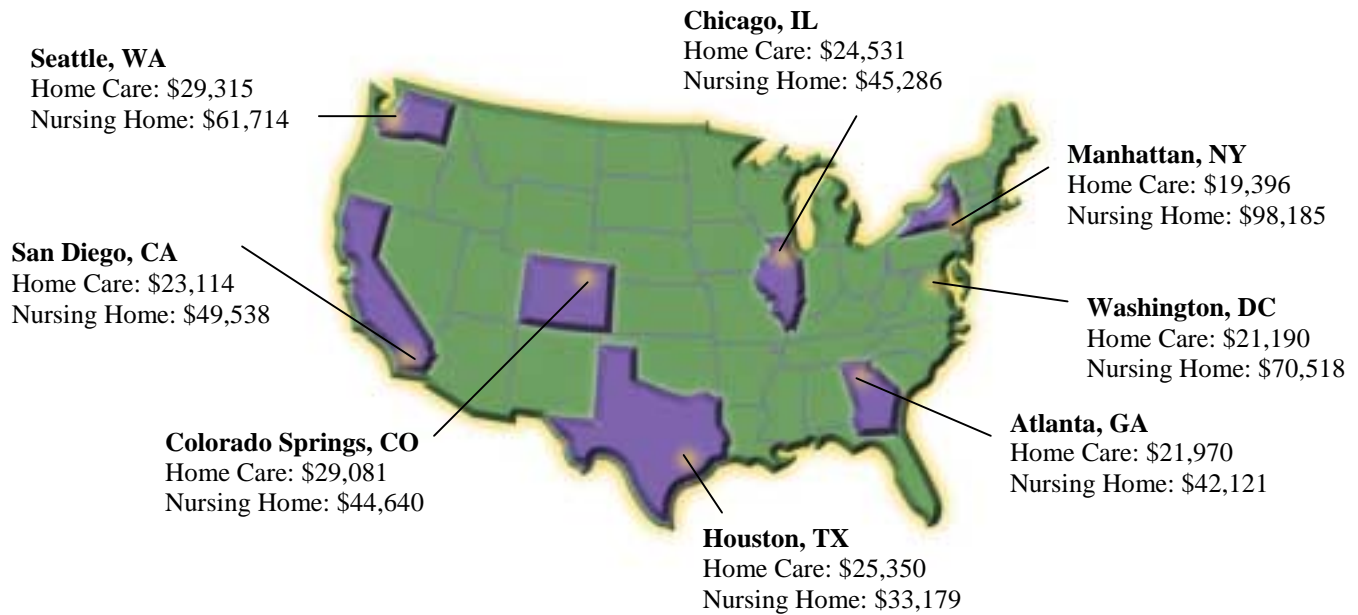 Chicago, IL
Home Care: $24,531
Nursing Home: $45,286
Seattle, WA
Home Care: $29,315
Nursing Home: $61,714
Manhattan, NY
Home Care: $19,396
Nursing Home: $98,185
San Diego, CA
Home Care: $23,114
Nursing Home: $49,538
Washington, DC
Home Care: $21,190
Nursing Home: $70,518
Colorado Springs, CO
Home Care: $29,081
Nursing Home: $44,640
Atlanta, GA
Home Care: $21,970
Nursing Home: $42,121
Houston, TX
Home Care: $25,350
Nursing Home: $33,179